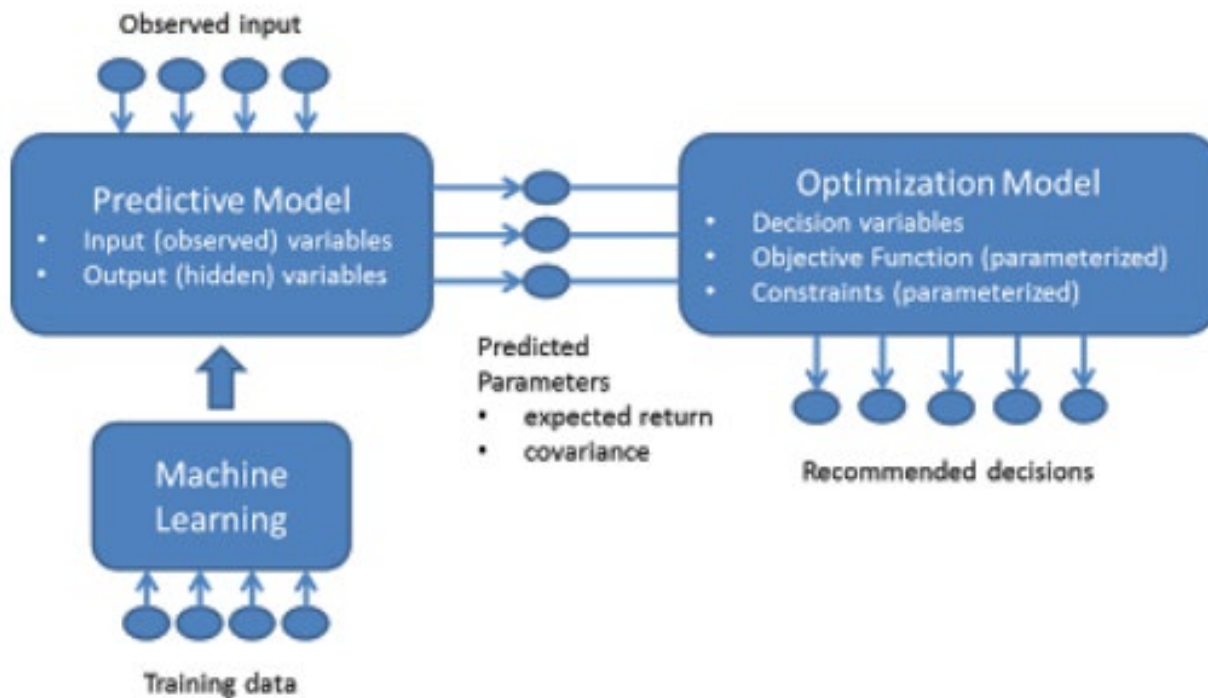 Observed input
Predictive Model
• Input (observed) variables
• Output (hidden) variables
Optimization Model
• Decision variables
• Objective Function (parameterized)
• Constraints (parameterized)
Predicted
Parameters
• expected return
• covariance
Machine
Learning
Recommended decisions
Training data